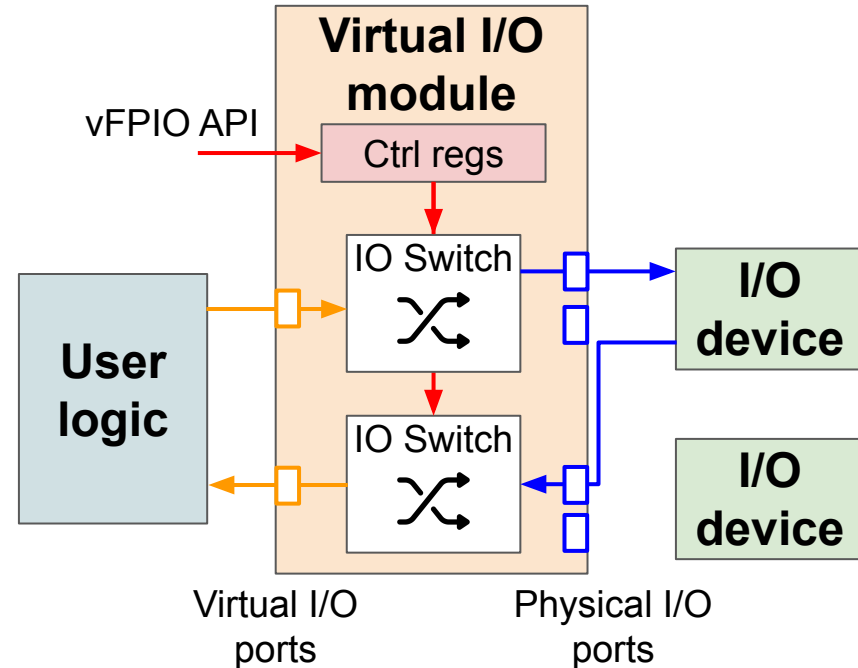 Virtual I/O
module
vFPIO API
Ctrl regs
IO Switch
User
logic
I/O
device
IO Switch
I/O
device
Virtual I/O
ports
Physical I/O
ports